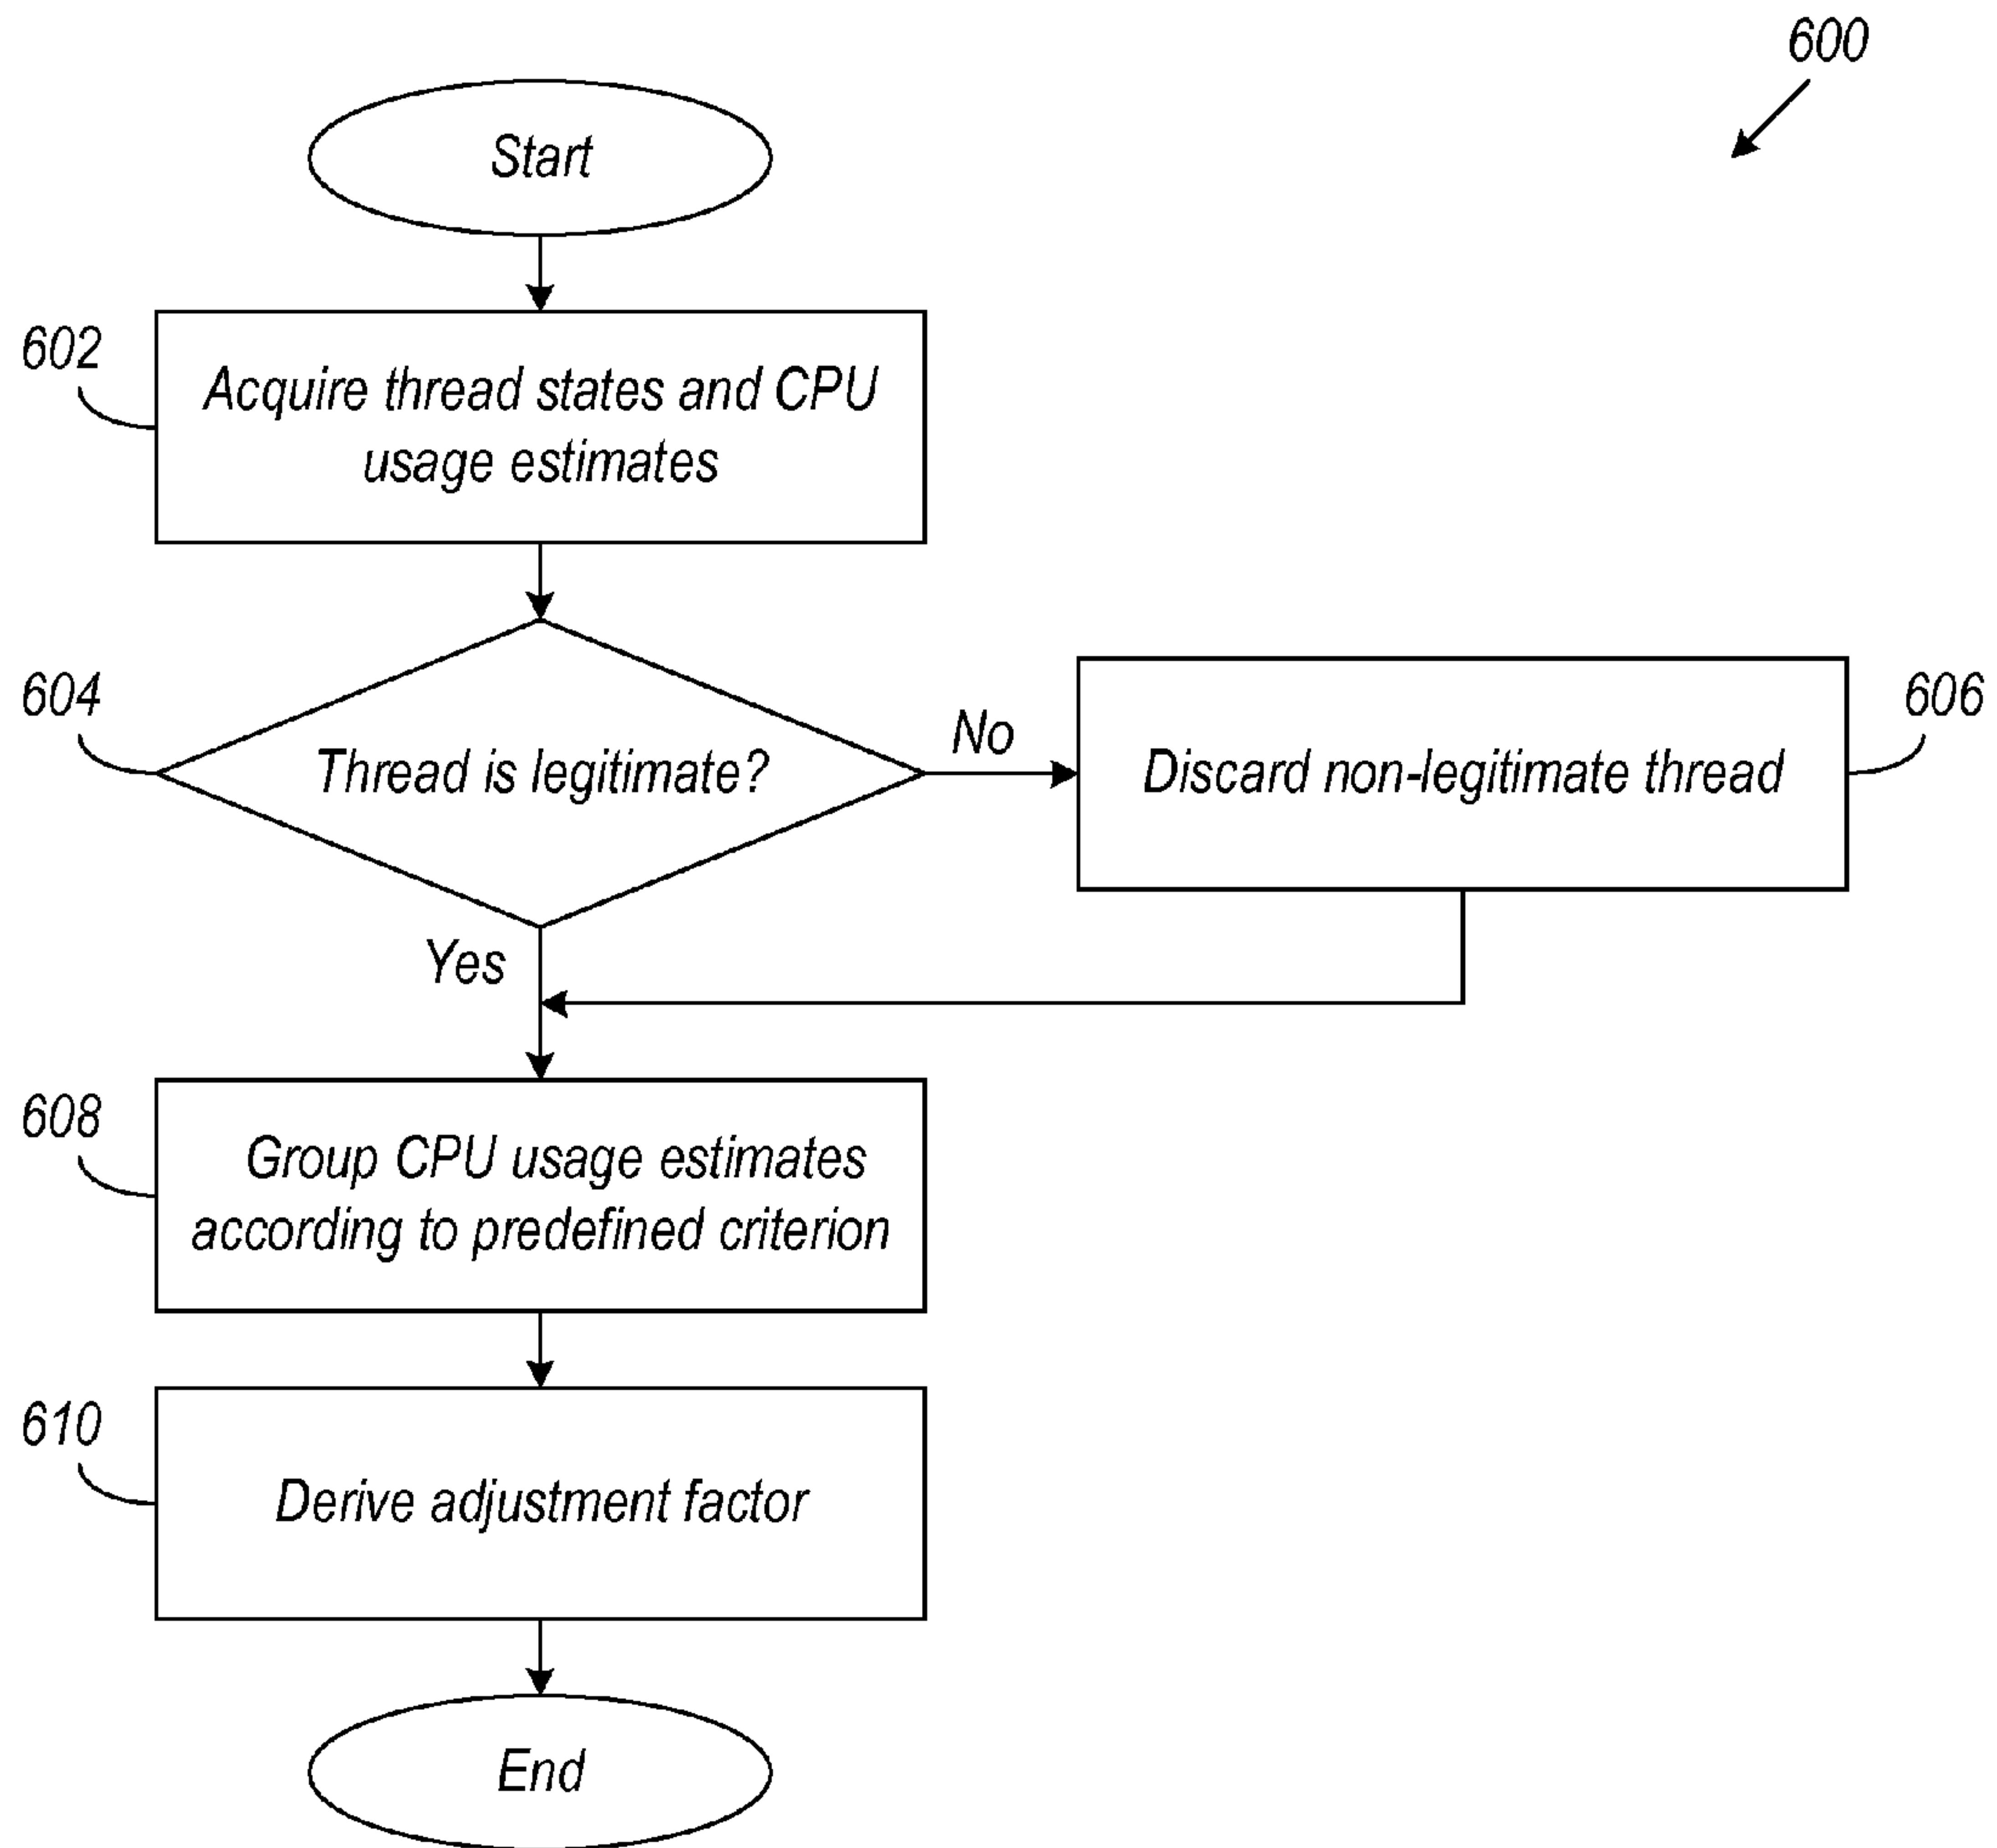 600
Start
602
Acquire thread states and CPU
usage estimates
604
Thread is legitimate?
No
606
Discard non-legitimate thread
Yes
608
Group CPU usage estimates
according to predefined criterion
610
Derive adjustment factor
End